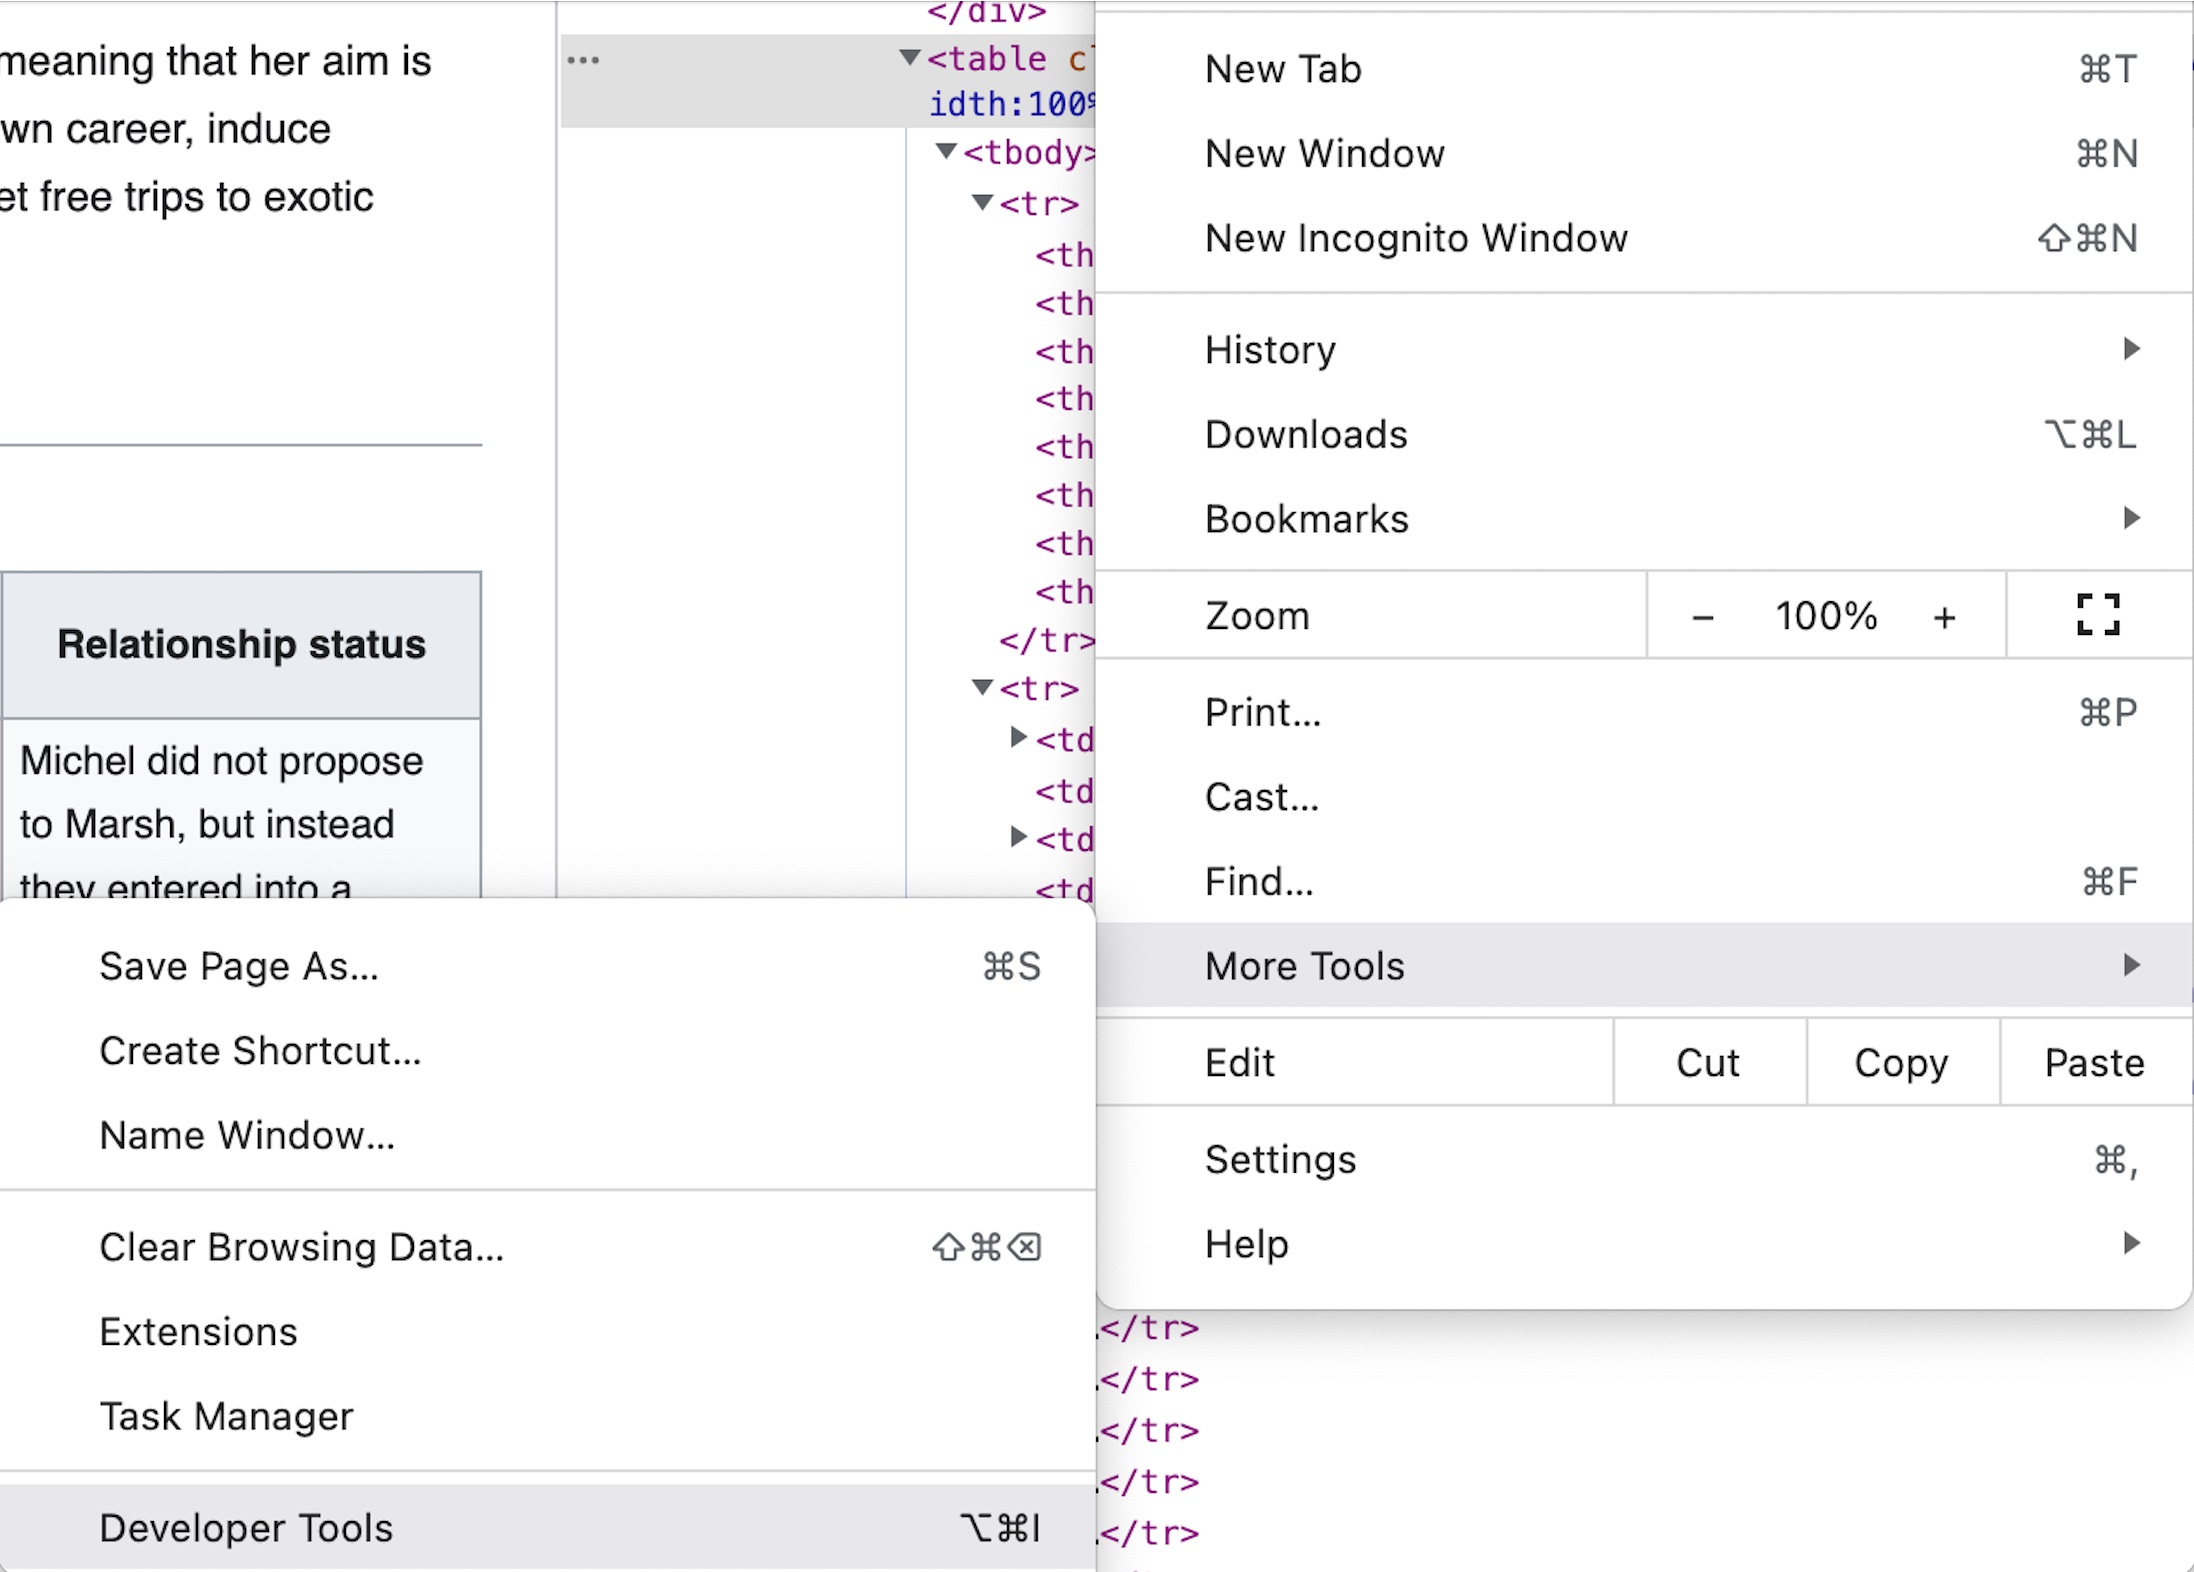 meaning that her aim is
wn career, induce
et free trips to exotic
Relationship status
Michel did not propose
to Marsh, but instead
they entered into a
</div>
… ▼<table c
idth:100%
▼<tbody>
▼<tr>
<th
<th
<th
<th
<th
<th
<th
<th
</tr>
▼<tr>
▶<td
<td
▶<td
<td
New Tab ⌘T
New Window ⌘N
New Incognito Window ⇧⌘N
History ▶
Downloads ⌥⌘L
Bookmarks ▶
Zoom − 100% +
Print... ⌘P
Cast...
Find... ⌘F
More Tools ▶
Edit Cut Copy Paste
Settings ⌘,
Help ▶
Save Page As... ⌘S
Create Shortcut...
Name Window...
Clear Browsing Data... ⇧⌘⌫
Extensions
Task Manager
Developer Tools ⌥⌘I
</tr>
</tr>
</tr>
</tr>
</tr>